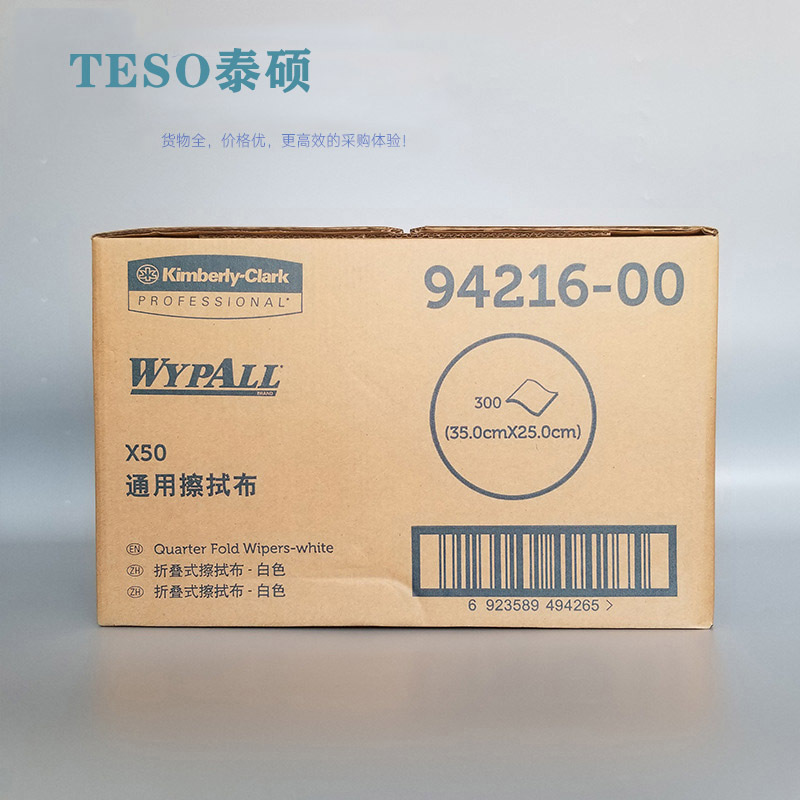 TESO泰硕
货物全，价格优，更高效的采购体验！
Kimberly-Clark
PROFESSIONAL*
94216-00
WYPALL*
BRAND
300
(35.0cmX25.0cm)
X50
通用擦拭布
EN Quarter Fold Wipers-white
ZH 折叠式擦拭布 - 白色
ZH 折叠式擦拭布 - 白色
6 923589 494265 >